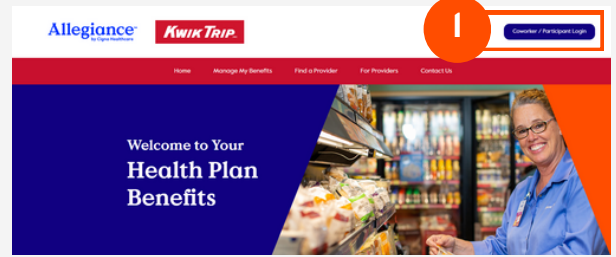 Allegiance
by Cigna Healthcare
KWIK TRIP
1
Coworker / Participant Login
Home Manage My Benefits Find a Provider For Providers Contact Us
Welcome to Your
Health Plan
Benefits